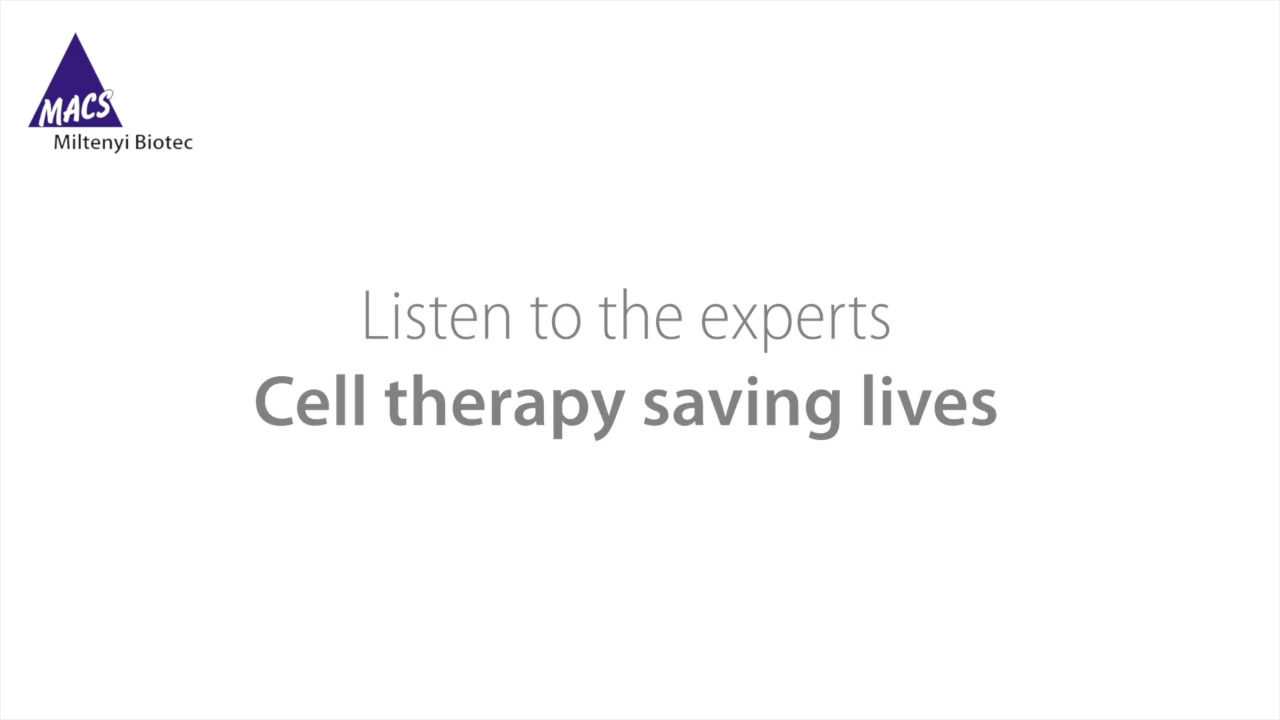 MACS
Miltenyi Biotec
Listen to the experts
Cell therapy saving lives